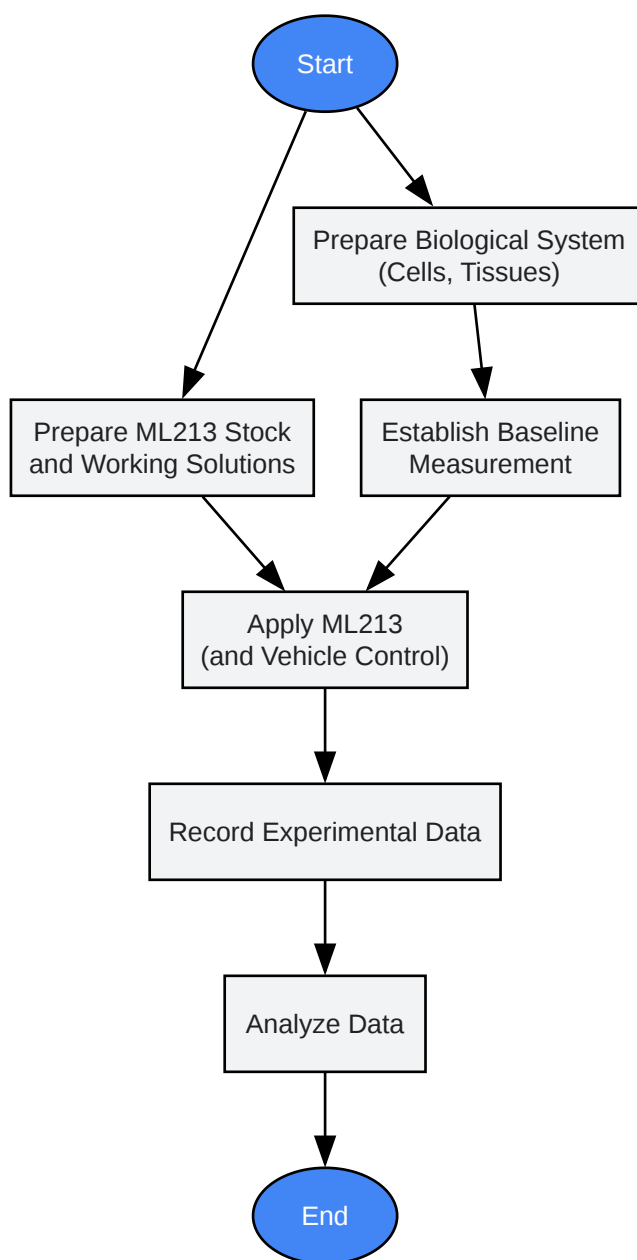 Start
Prepare Biological System
(Cells, Tissues)
Prepare ML213 Stock
and Working Solutions
Establish Baseline
Measurement
Apply ML213
(and Vehicle Control)
Record Experimental Data
Analyze Data
End